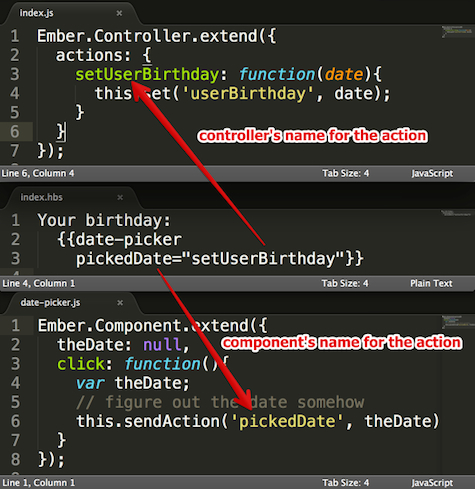 index.js ×
1 Ember.Controller.extend({
2 actions: {
3 setUserBirthday: function(date){
4 this.set('userBirthday', date);
5 }
6 }
7 });
controller's name for the action
Line 6, Column 4 Tab Size: 4 JavaScript
index.hbs ×
1 Your birthday:
2 {{date-picker
3 pickedDate="setUserBirthday"}}
4
Line 4, Column 1 Tab Size: 4 Plain Text
date-picker.js ×
1 Ember.Component.extend({
2 theDate: null,
component's name for the action
3 click: function(){
4 var theDate;
5 // figure out the date somehow
6 this.sendAction('pickedDate', theDate)
7 }
8 });
Line 1, Column 1 Tab Size: 4 JavaScript